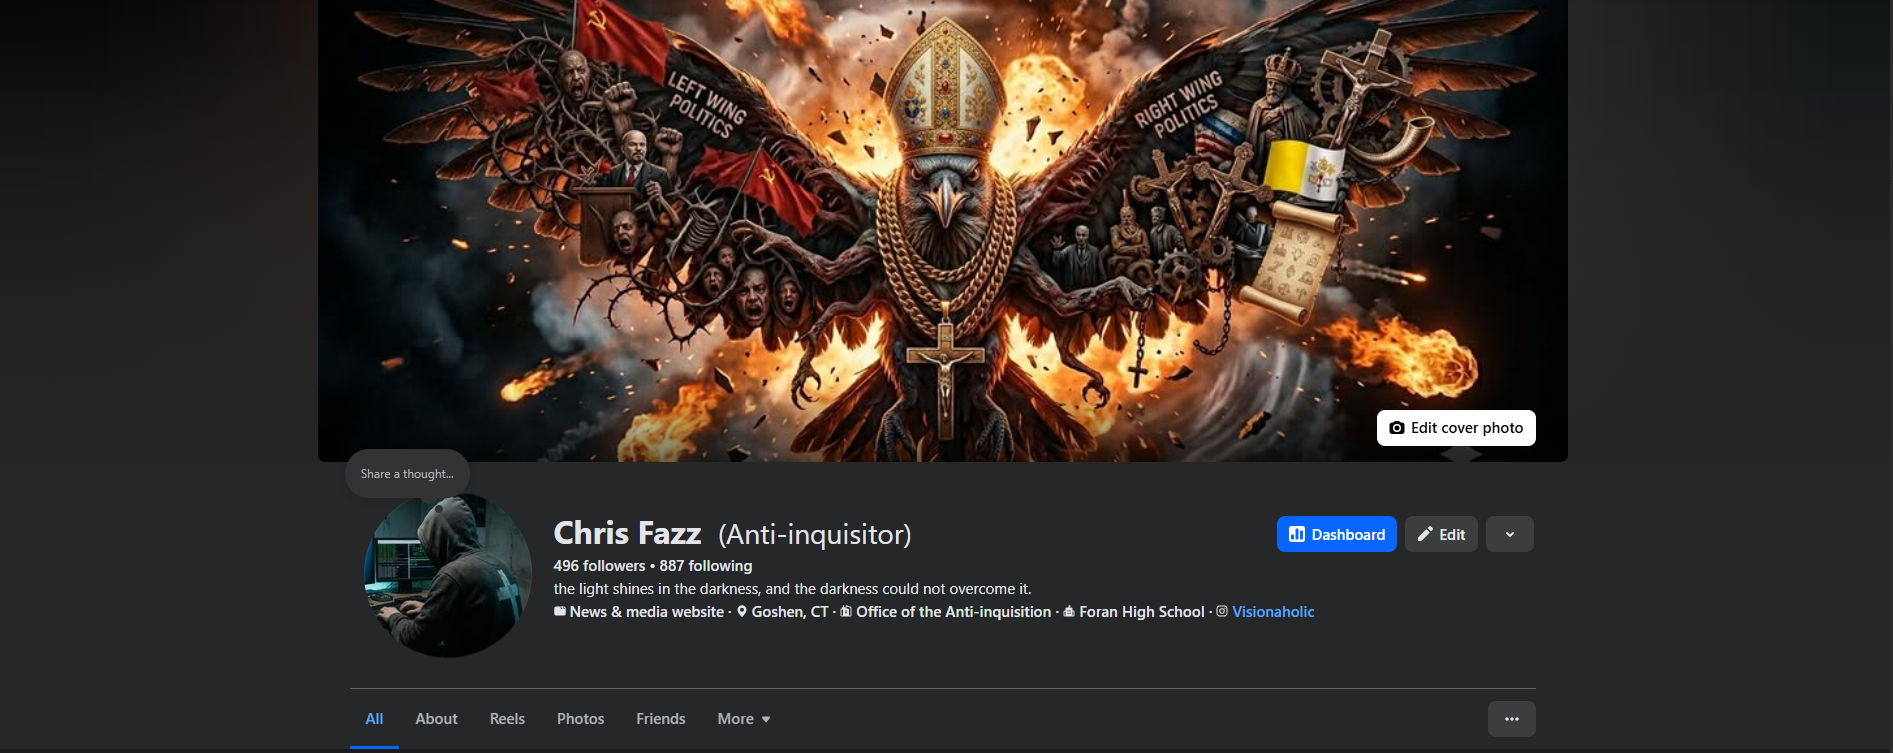 LEFT WING
POLITICS
RIGHT WING
POLITICS
Edit cover photo
Share a thought...
Chris Fazz (Anti-inquisitor)
496 followers • 887 following
the light shines in the darkness, and the darkness could not overcome it.
News & media website · Goshen, CT · Office of the Anti-inquisition · Foran High School · Visionaholic
Dashboard
Edit
All
About
Reels
Photos
Friends
More